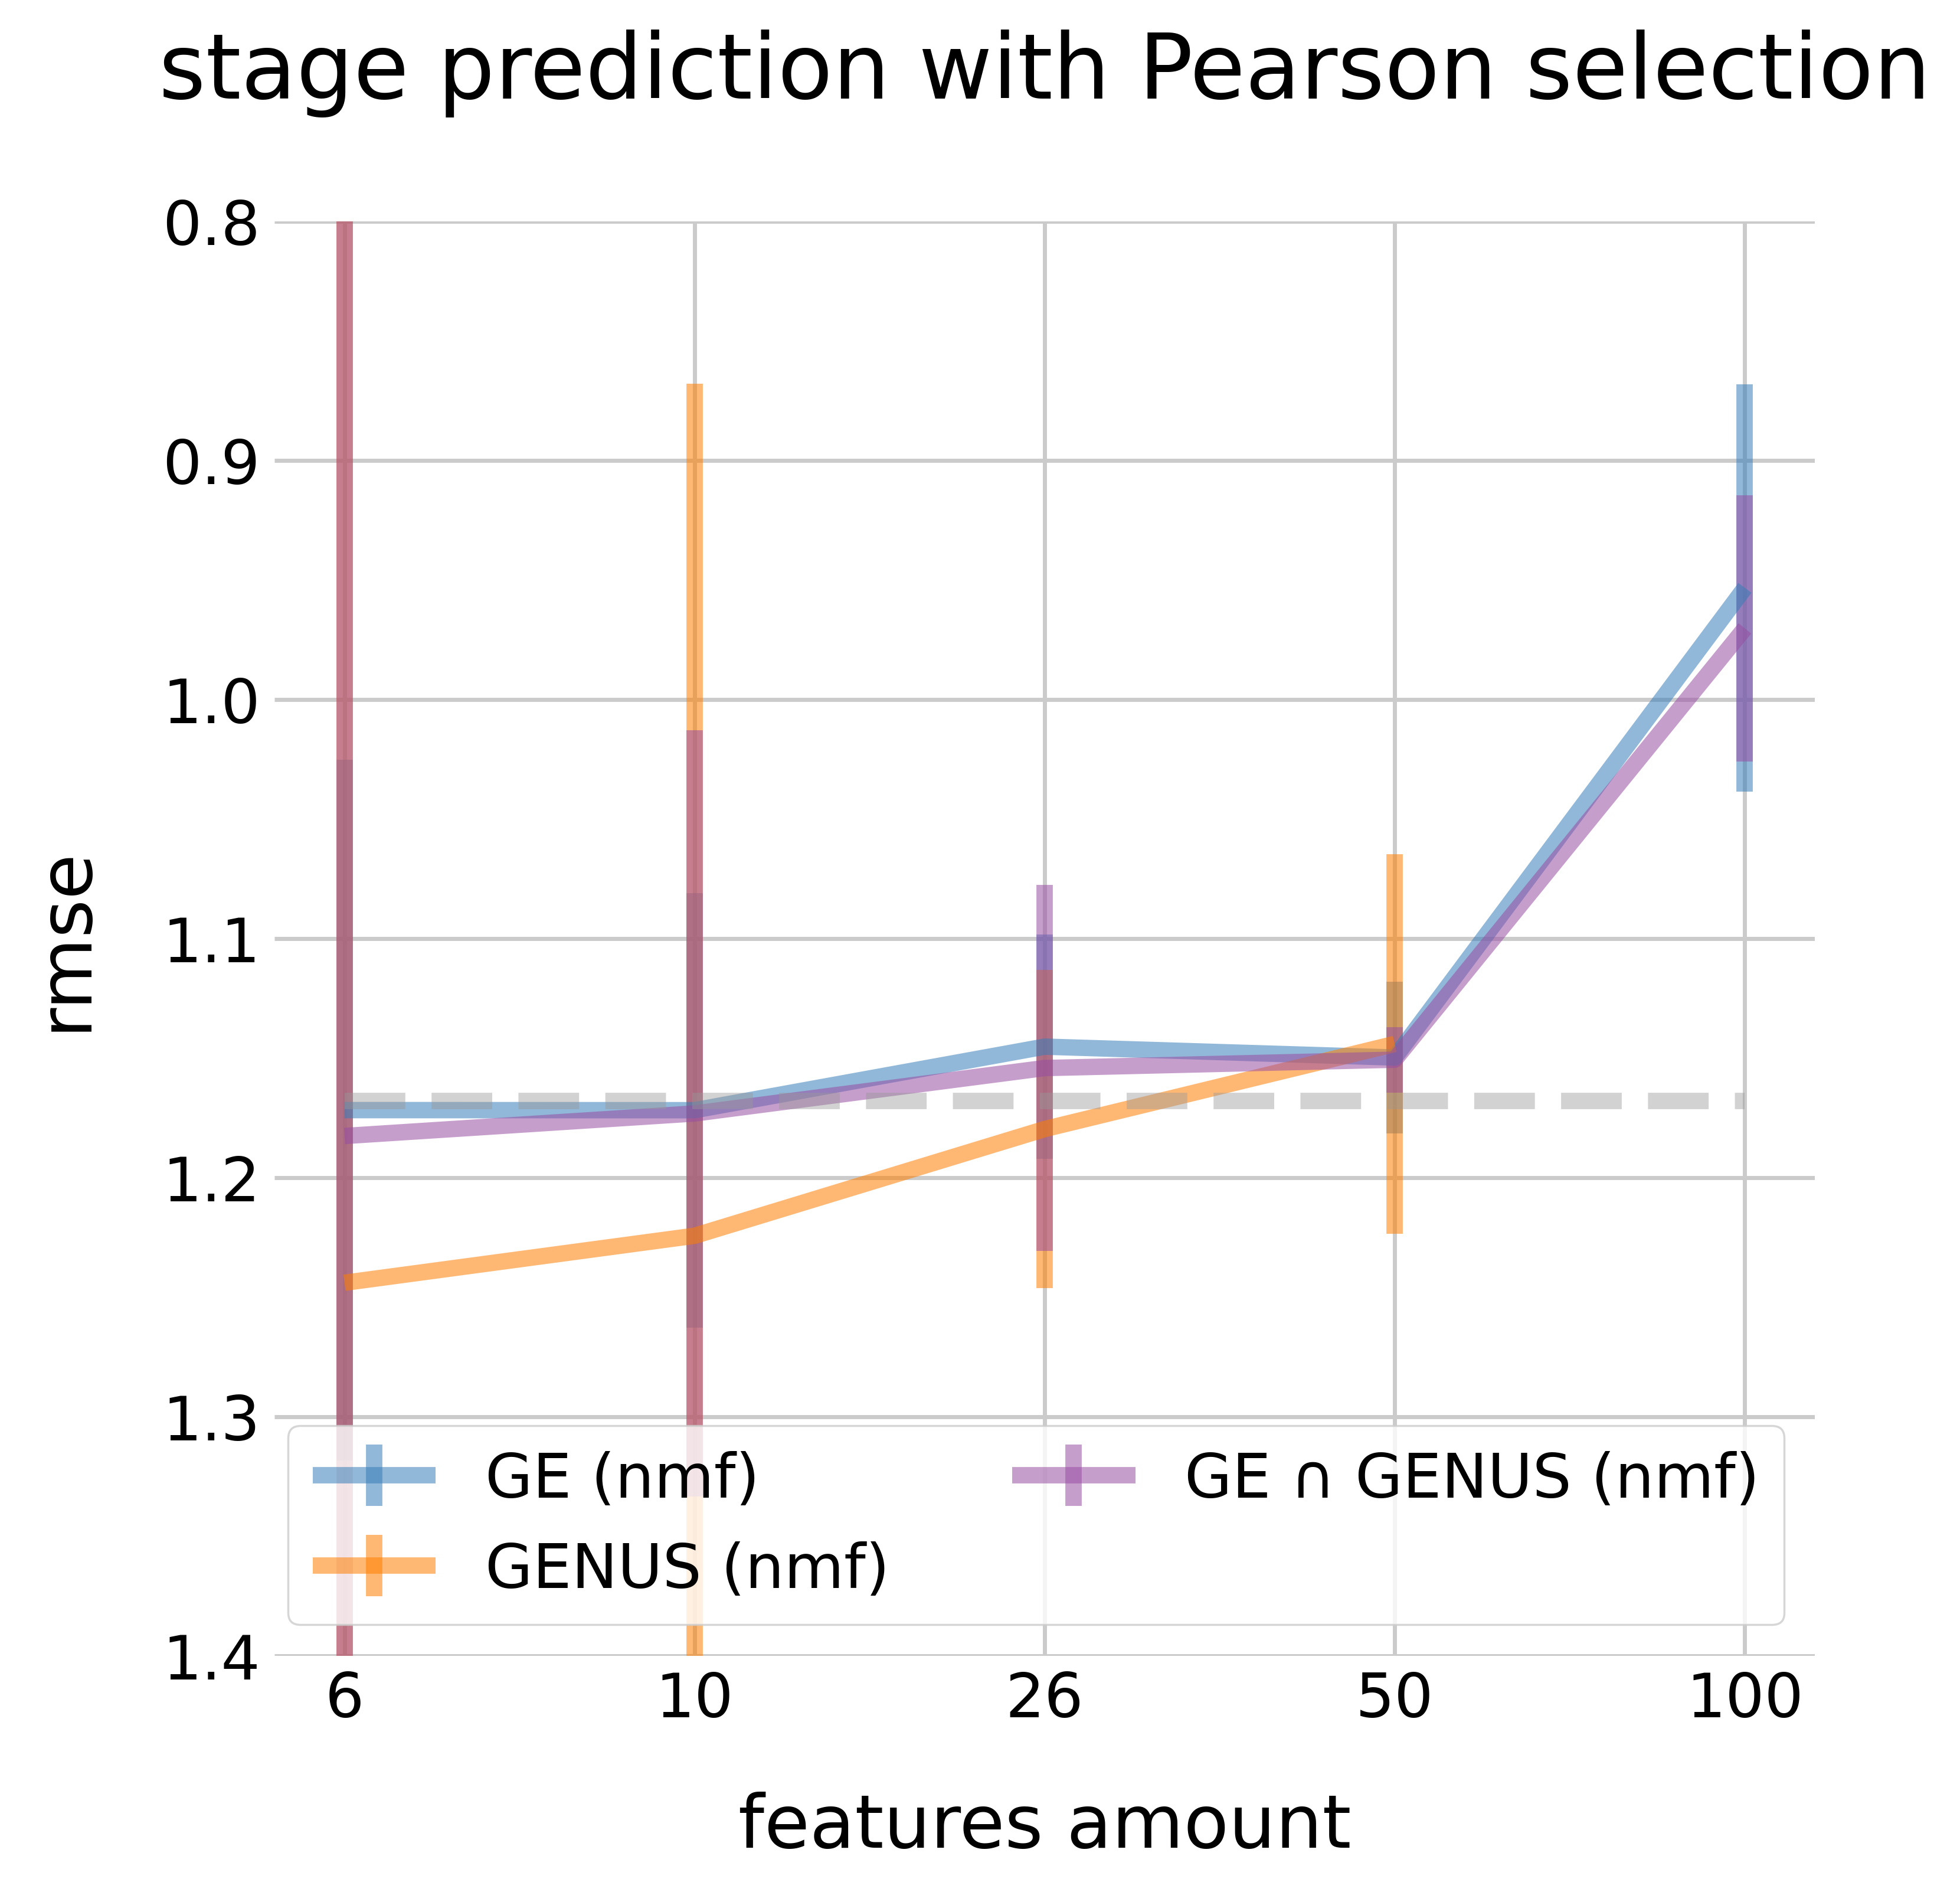 stage prediction with Pearson selection
0.8
0.9
1.0
1.1
1.2
1.3
1.4
rmse
GE (nmf)
GENUS (nmf)
GE ∩ GENUS (nmf)
6 10 26 50 100
features amount